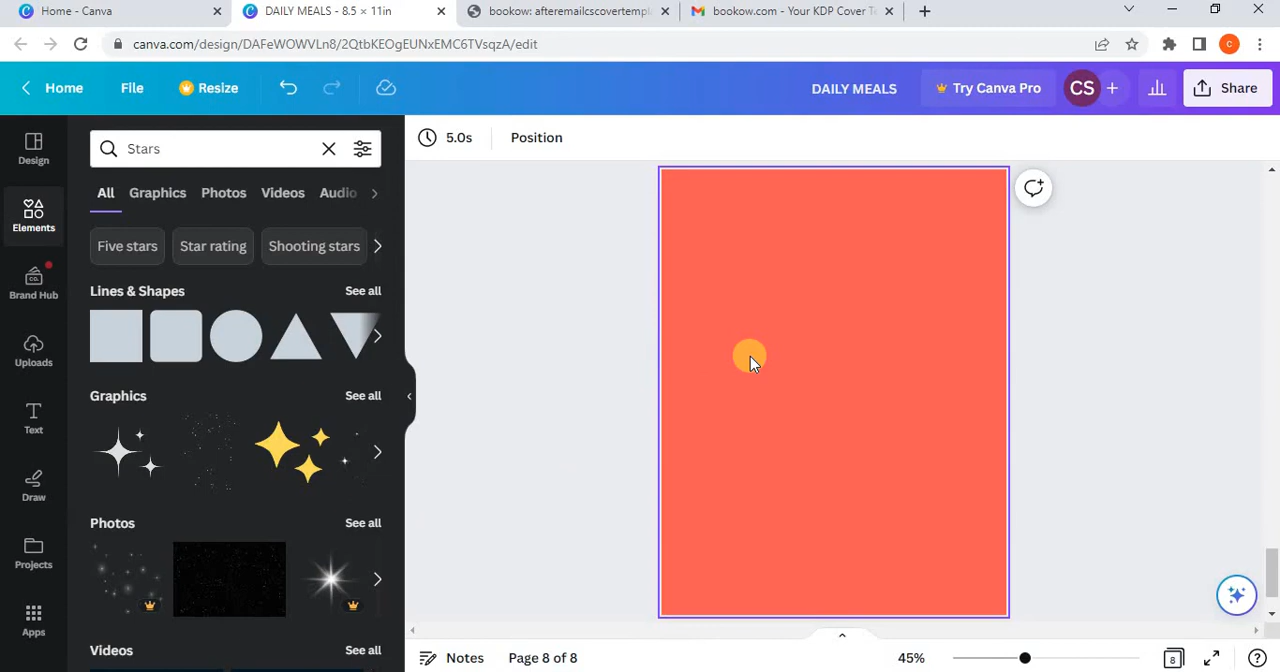 Home - Canva
DAILY MEALS - 8.5 × 11in
bookow: afteremailcscovertempl
bookow.com - Your KDP Cover Te
canva.com/design/DAFeWOWVLn8/2QtbKEOgEUNxEMC6TVsqzA/edit
C
Home
File
Resize
DAILY MEALS
Try Canva Pro
CS
Share
Design
Elements
Brand Hub
CO.
Uploads
Text
Draw
Projects
Apps
Stars
All
Graphics
Photos
Videos
Audio
Five stars
Star rating
Shooting stars
Lines & Shapes
See all
Graphics
See all
Photos
See all
Videos
See all
5.0s
Position
Notes
Page 8 of 8
45%
8